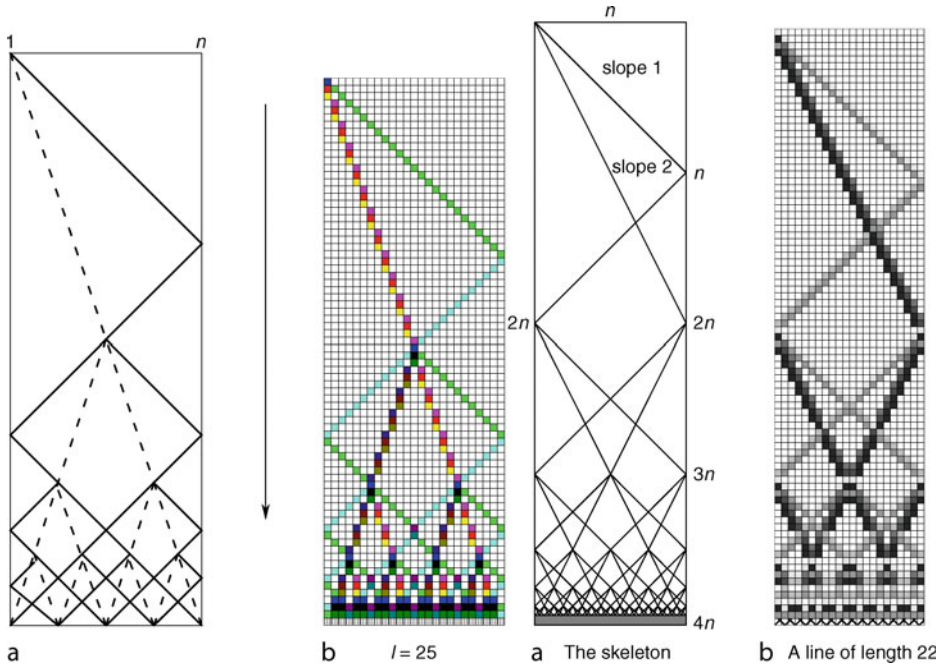 1 n
n
slope 1
slope 2
n
2n 2n
3n
4n
a b l = 25 a The skeleton b A line of length 22